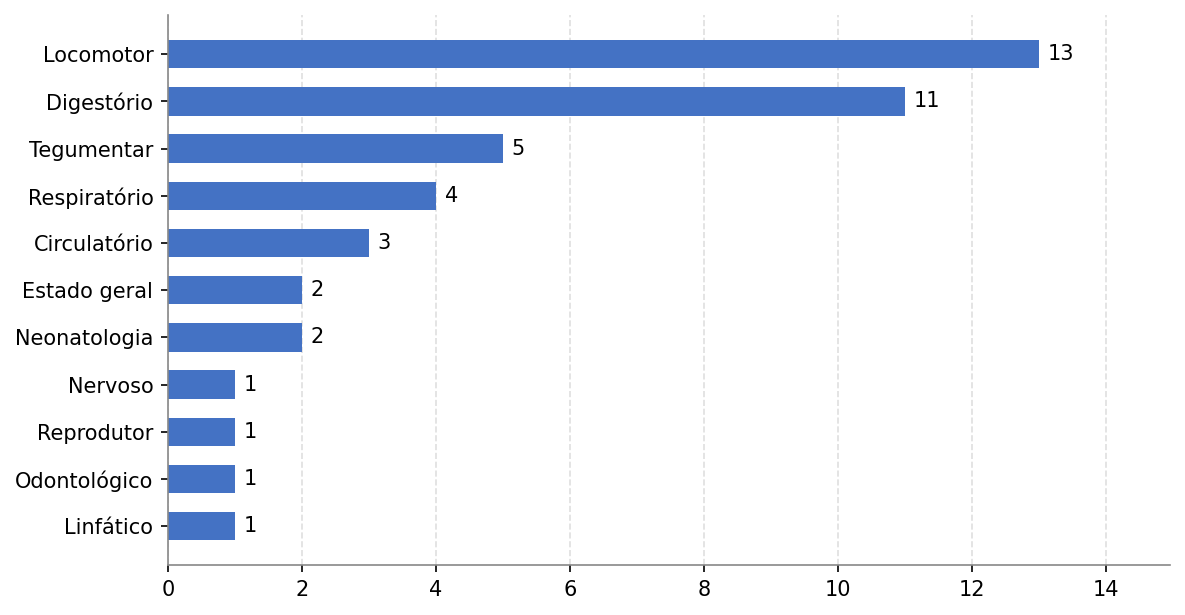 Locomotor 13
Digestório 11
Tegumentar 5
Respiratório 4
Circulatório 3
Estado geral 2
Neonatologia 2
Nervoso 1
Reprodutor 1
Odontológico 1
Linfático 1
0 2 4 6 8 10 12 14